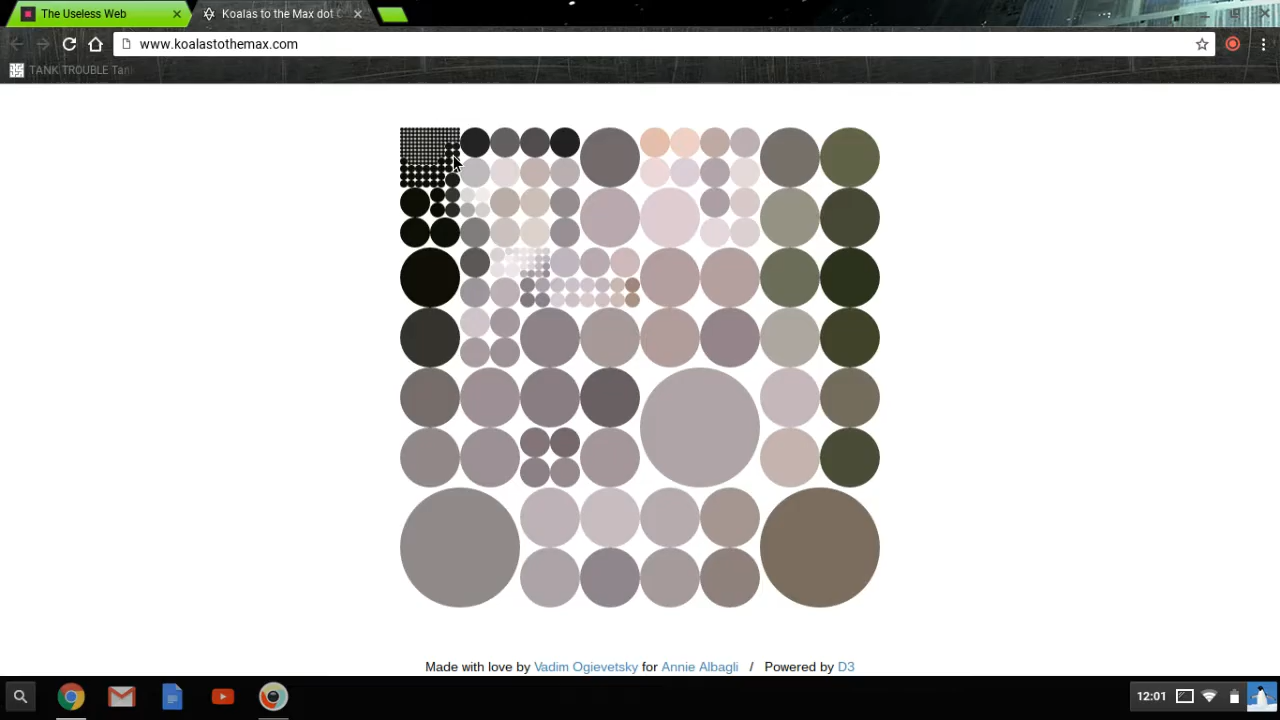 The Useless Web
Koalas to the Max dot
www.koalastothemax.com
TANK TROUBLE Tan
Made with love by Vadim Ogievetsky for Annie Albagli / Powered by D3
12:01